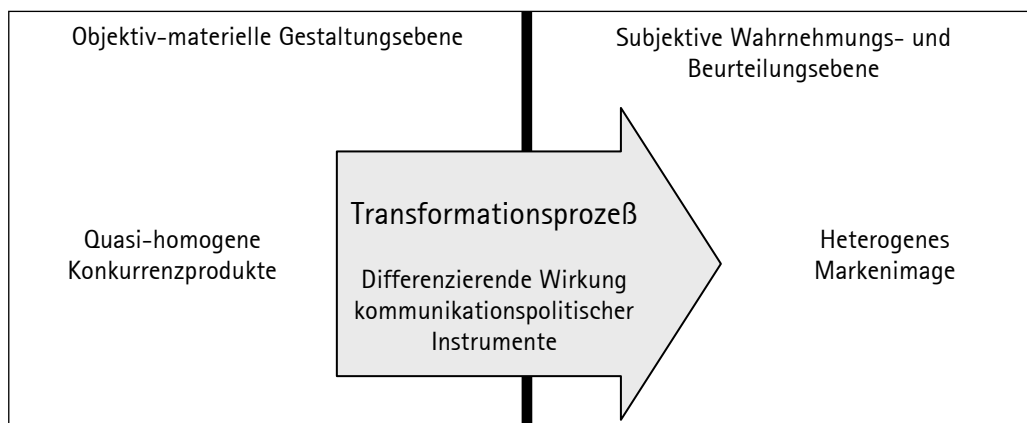 Objektiv-materielle Gestaltungsebene
Subjektive Wahrnehmungs- und
Beurteilungsebene
Quasi-homogene
Konkurrenzprodukte
Transformationsprozeß
Differenzierende Wirkung
kommunikationspolitischer
Instrumente
Heterogenes
Markenimage